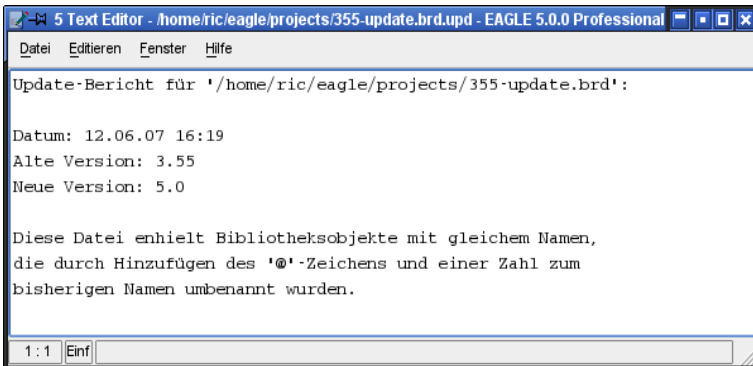 5 Text Editor - /home/ric/eagle/projects/355-update.brd.upd - EAGLE 5.0.0 Professional
Datei Editieren Fenster Hilfe
Update-Bericht für '/home/ric/eagle/projects/355-update.brd':
Datum: 12.06.07 16:19
Alte Version: 3.55
Neue Version: 5.0
Diese Datei enhielt Bibliotheksobjekte mit gleichem Namen,
die durch Hinzufügen des '@'-Zeichens und einer Zahl zum
bisherigen Namen umbenannt wurden.
1 : 1 Einf